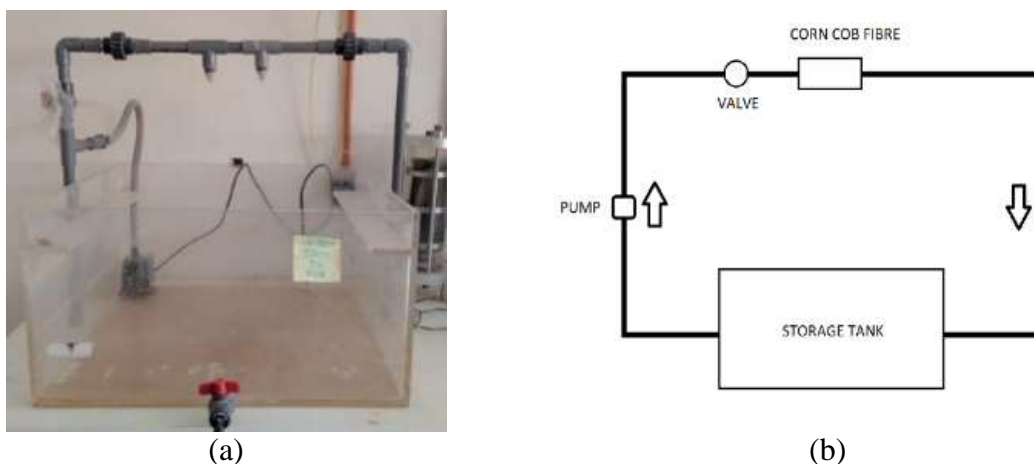 CORN COB FIBRE
VALVE
PUMP
STORAGE TANK
(a)
(b)